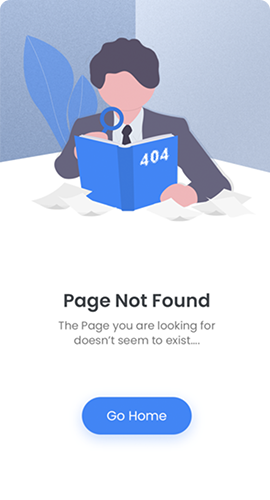 404
Page Not Found
The Page you are looking for
doesn't seem to exist....
Go Home